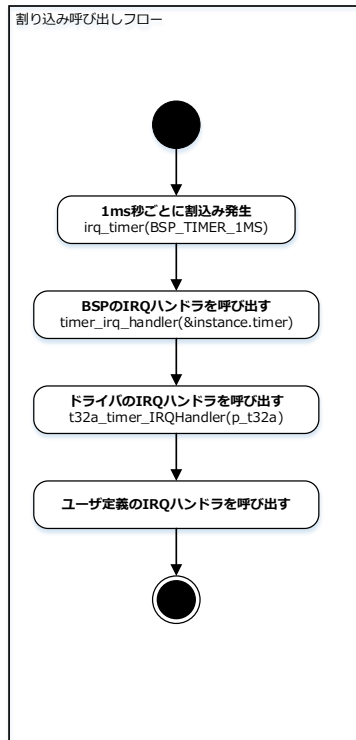 割り込み呼び出しフロー
1ms秒ごとに割込み発生
irq_timer(BSP_TIMER_1MS)
BSPのIRQハンドラを呼び出す
timer_irq_handler(&instance.timer)
ドライバのIRQハンドラを呼び出す
t32a_timer_IRQHandler(p_t32a)
ユーザ定義のIRQハンドラを呼び出す